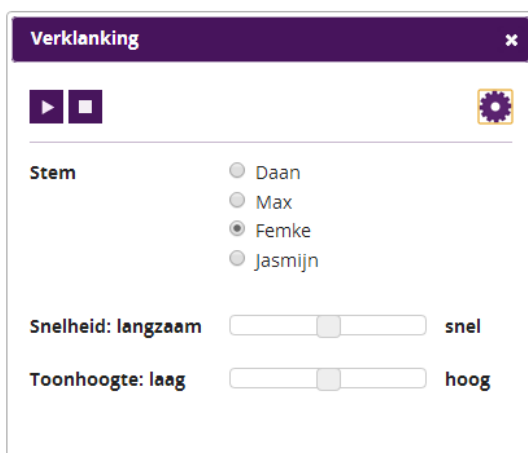 Verklanking
Stem
Daan
Max
Femke
Jasmijn
Snelheid: langzaam snel
Toonhoogte: laag hoog